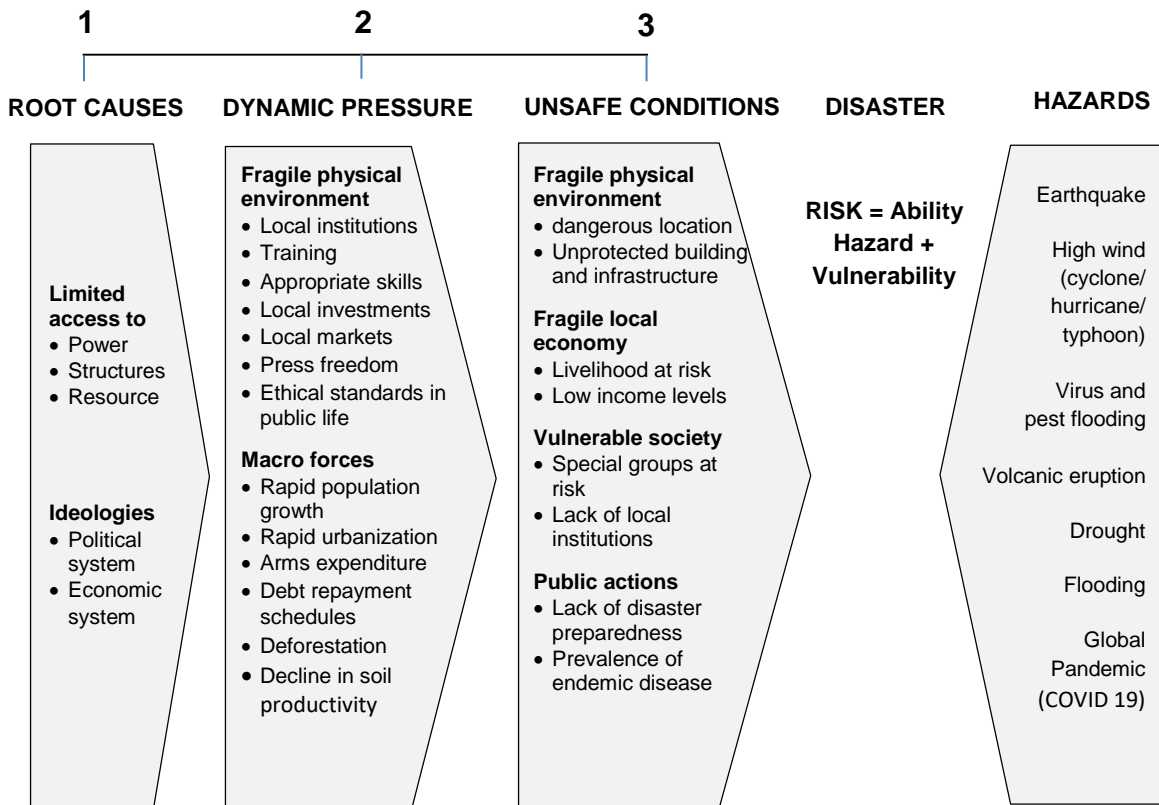 1
2
3
ROOT CAUSES
DYNAMIC PRESSURE
UNSAFE CONDITIONS
DISASTER
HAZARDS
Limited
access to
• Power
• Structures
• Resource
Ideologies
• Political
system
• Economic
system
Fragile physical
environment
• Local institutions
• Training
• Appropriate skills
• Local investments
• Local markets
• Press freedom
• Ethical standards in
public life
Macro forces
• Rapid population
growth
• Rapid urbanization
• Arms expenditure
• Debt repayment
schedules
• Deforestation
• Decline in soil
productivity
Fragile physical
environment
• dangerous location
• Unprotected building
and infrastructure
Fragile local
economy
• Livelihood at risk
• Low income levels
Vulnerable society
• Special groups at
risk
• Lack of local
institutions
Public actions
• Lack of disaster
preparedness
• Prevalence of
endemic disease
RISK = Ability
Hazard +
Vulnerability
Earthquake
High wind
(cyclone/
hurricane/
typhoon)
Virus and
pest flooding
Volcanic eruption
Drought
Flooding
Global
Pandemic
(COVID 19)